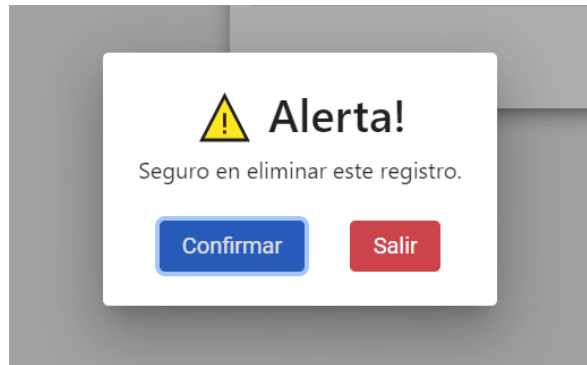 Alerta!
Seguro en eliminar este registro.
Confirmar Salir